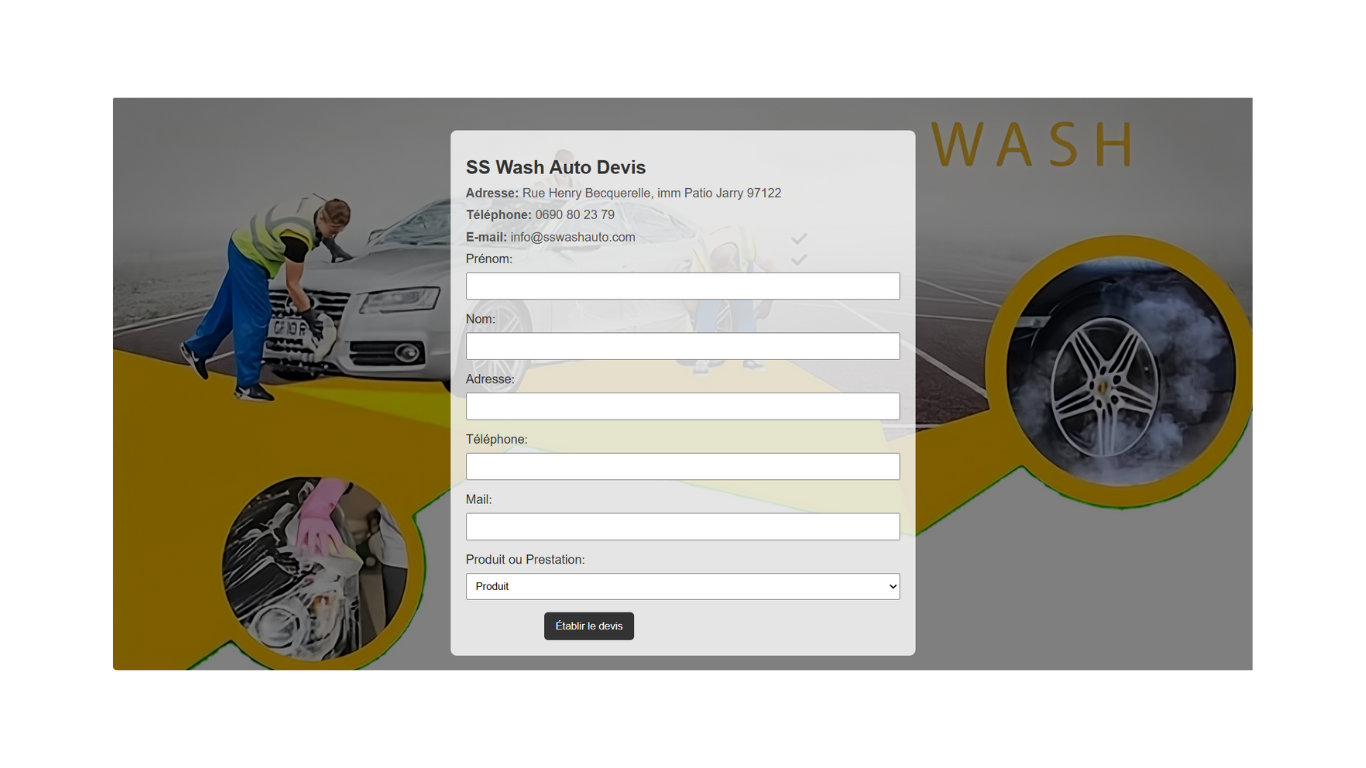 WASH
SS Wash Auto Devis
Adresse: Rue Henry Becquerelle, imm Patio Jarry 97122
Téléphone: 0690 80 23 79
E-mail: info@sswashauto.com
Prénom:
Nom:
Adresse:
Téléphone:
Mail:
Produit ou Prestation:
Produit
Établir le devis